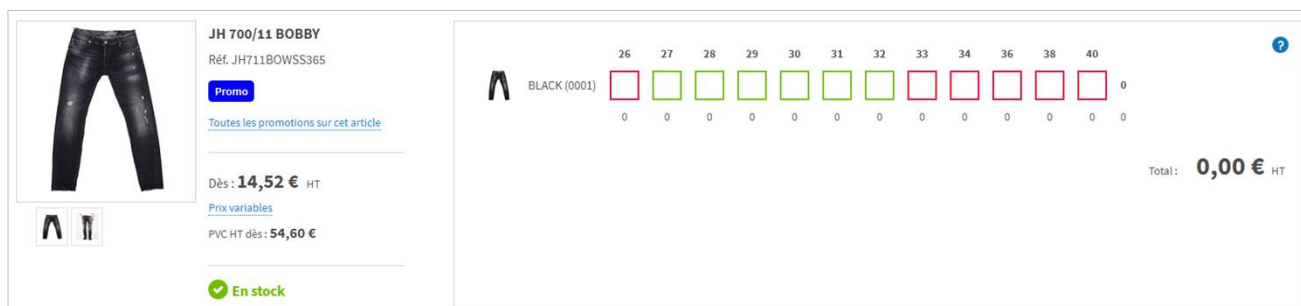 JH 700/11 BOBBY
Réf. JH711BOWSS365
Promo
Toutes les promotions sur cet article
Dès : 14,52 € HT
Prix variables
PVC HT dès : 54,60 €
En stock
?
26 27 28 29 30 31 32 33 34 36 38 40
BLACK (0001) 0
0 0 0 0 0 0 0 0 0 0 0 0 0
Total : 0,00 € HT